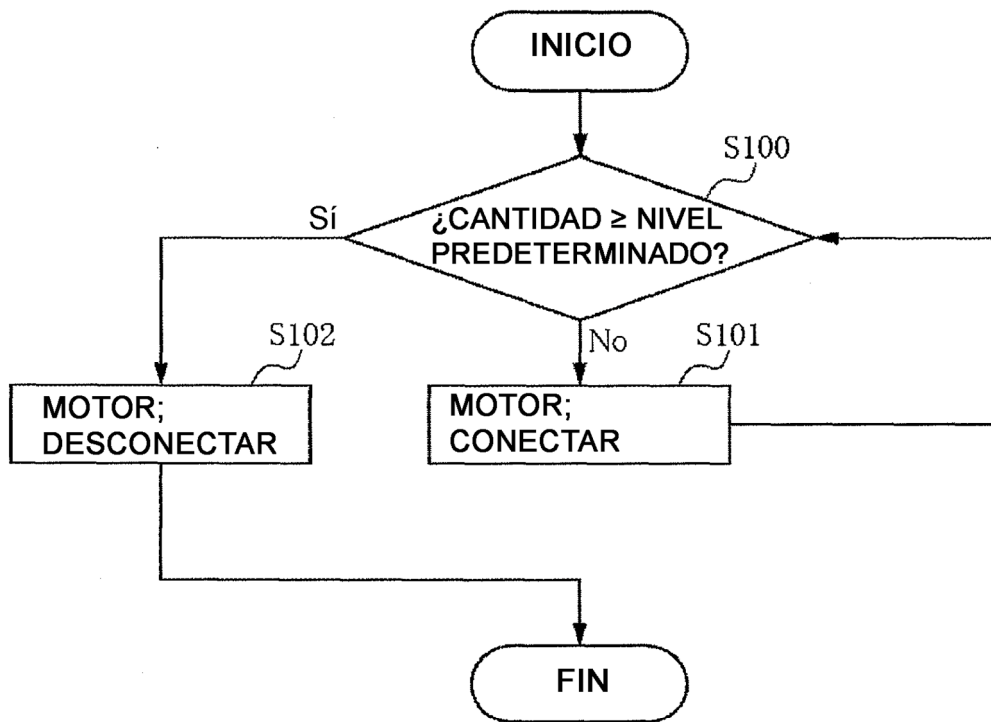 INICIO
S100
¿CANTIDAD ≥ NIVEL
PREDETERMINADO?
Sí
No
S102
S101
MOTOR;
DESCONECTAR
MOTOR;
CONECTAR
FIN